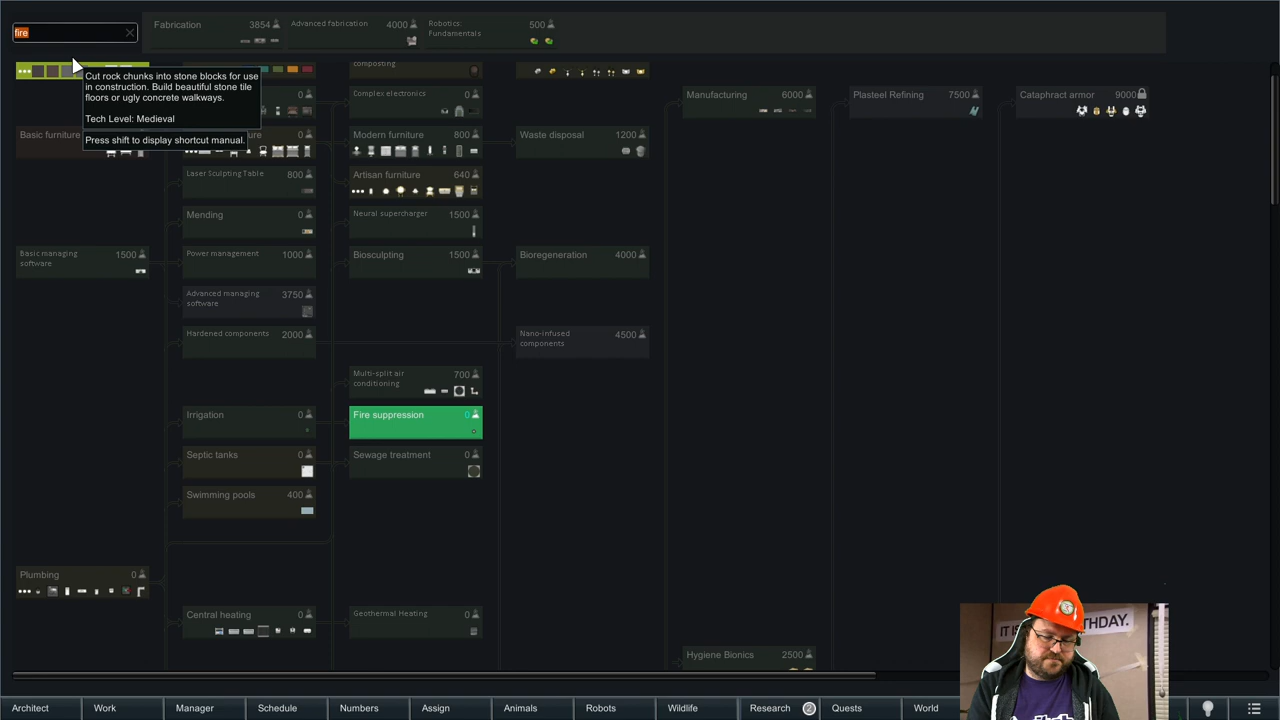 fire
Fabrication 3854
Advanced fabrication 4000
Robotics: Fundamentals 500
composting
Cut rock chunks into stone blocks for use
in construction. Build beautiful stone tile
floors or ugly concrete walkways.
Tech Level: Medieval
Press shift to display shortcut manual.
0
Complex electronics 0
Manufacturing 6000
Plasteel Refining 7500
Cataphract armor 9000
Basic furniture
0
Modern furniture 800
Waste disposal 1200
Laser Sculpting Table 800
Artisan furniture 640
Mending 0
Neural supercharger 1500
Basic managing software 1500
Power management 1000
Biosculpting 1500
Bioregeneration 4000
Advanced managing software 3750
Hardened components 2000
Nano-infused components 4500
Multi-split air conditioning 700
Irrigation 0
Fire suppression 0
Septic tanks 0
Sewage treatment 0
Swimming pools 400
Plumbing 0
Central heating 0
Geothermal Heating 0
Hygiene Bionics 2500
THDAY.
Architect Work Manager Schedule Numbers Assign Animals Robots Wildlife Research 2 Quests World